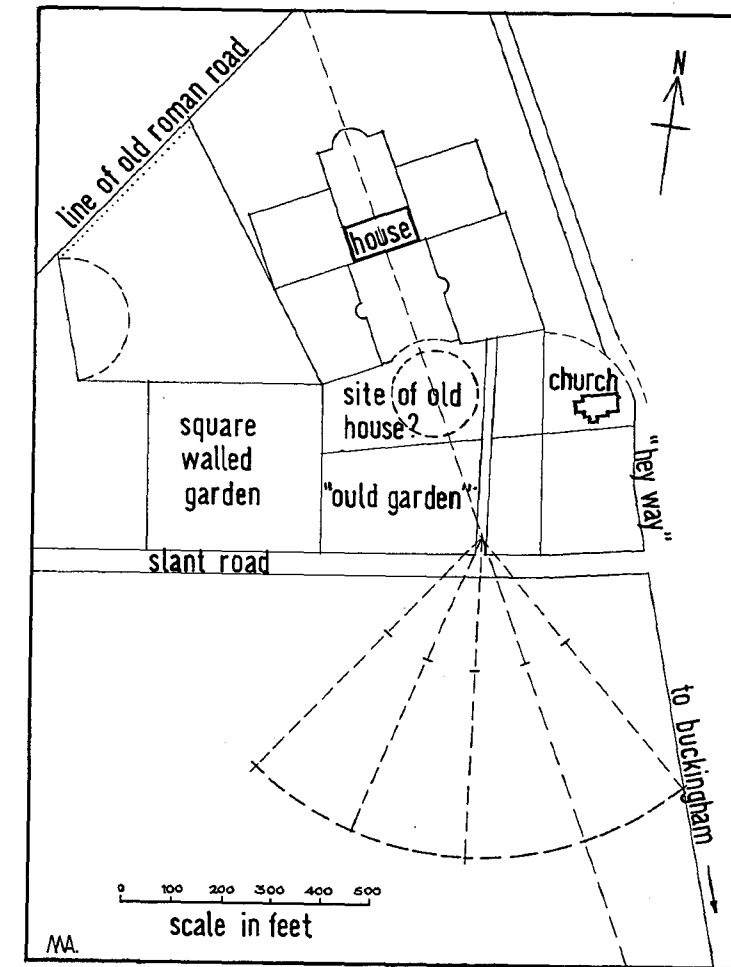 line of old roman road
N
house
site of old
house?
church
square
walled
garden
"ould garden"
"hey way"
slant road
to buckingham
0 100 200 300 400 500
scale in feet
MA.